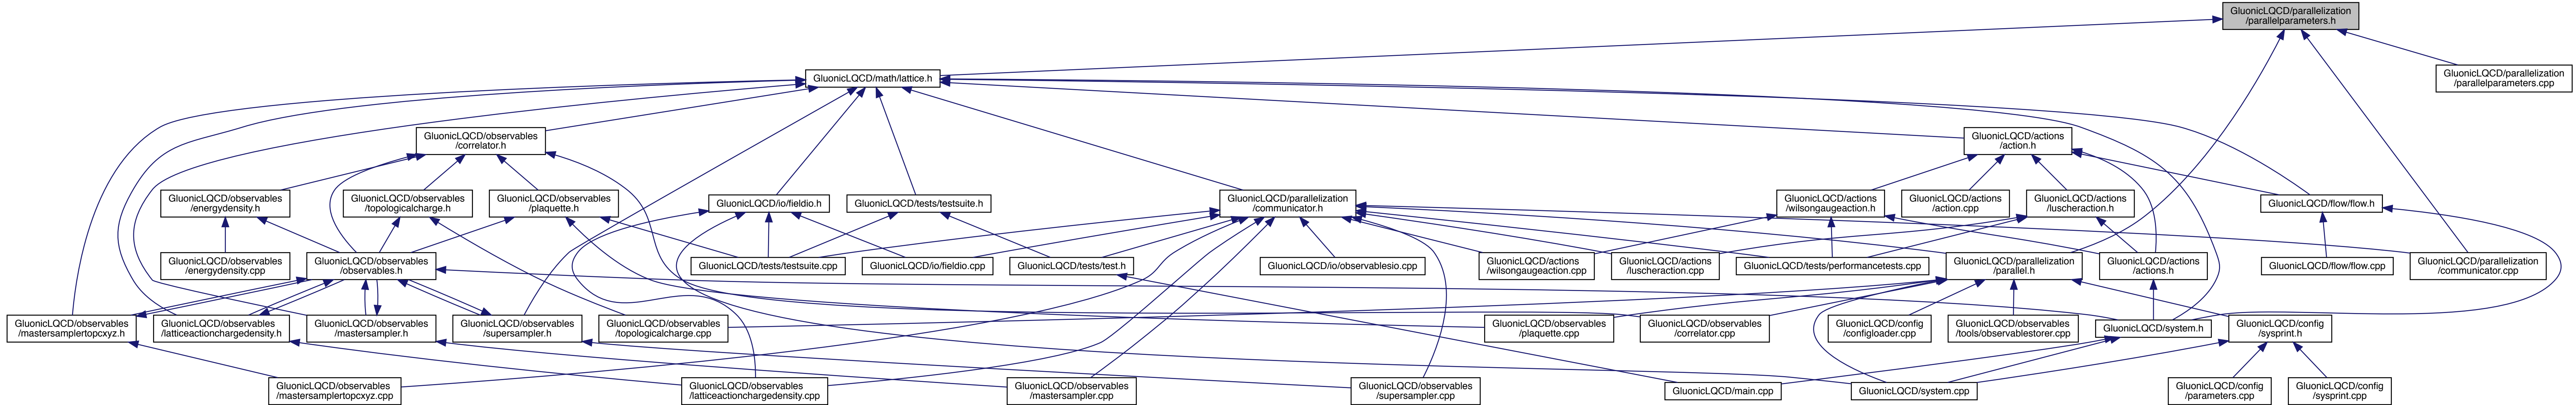 GluonicLQCD/parallelization
/parallelparameters.h
GluonicLQCD/math/lattice.h
GluonicLQCD/parallelization
/parallelparameters.cpp
GluonicLQCD/observables
/correlator.h
GluonicLQCD/actions
/action.h
GluonicLQCD/observables
/energydensity.h
GluonicLQCD/observables
/topologicalcharge.h
GluonicLQCD/observables
/plaquette.h
GluonicLQCD/io/fieldio.h
GluonicLQCD/tests/testsuite.h
GluonicLQCD/parallelization
/communicator.h
GluonicLQCD/actions
/wilsongaugeaction.h
GluonicLQCD/actions
/action.cpp
GluonicLQCD/actions
/luscheraction.h
GluonicLQCD/flow/flow.h
GluonicLQCD/observables
/energydensity.cpp
GluonicLQCD/observables
/observables.h
GluonicLQCD/tests/testsuite.cpp
GluonicLQCD/io/fieldio.cpp
GluonicLQCD/tests/test.h
GluonicLQCD/io/observablesio.cpp
GluonicLQCD/actions
/wilsongaugeaction.cpp
GluonicLQCD/actions
/luscheraction.cpp
GluonicLQCD/tests/performancetests.cpp
GluonicLQCD/parallelization
/parallel.h
GluonicLQCD/actions
/actions.h
GluonicLQCD/flow/flow.cpp
GluonicLQCD/parallelization
/communicator.cpp
GluonicLQCD/observables
/mastersamplertopcxyz.h
GluonicLQCD/observables
/latticeactionchargedensity.h
GluonicLQCD/observables
/mastersampler.h
GluonicLQCD/observables
/supersampler.h
GluonicLQCD/observables
/topologicalcharge.cpp
GluonicLQCD/observables
/plaquette.cpp
GluonicLQCD/observables
/correlator.cpp
GluonicLQCD/config
/configloader.cpp
GluonicLQCD/observables
/tools/observablestorer.cpp
GluonicLQCD/system.h
GluonicLQCD/config
/sysprint.h
GluonicLQCD/observables
/mastersamplertopcxyz.cpp
GluonicLQCD/observables
/latticeactionchargedensity.cpp
GluonicLQCD/observables
/mastersampler.cpp
GluonicLQCD/observables
/supersampler.cpp
GluonicLQCD/main.cpp
GluonicLQCD/system.cpp
GluonicLQCD/config
/parameters.cpp
GluonicLQCD/config
/sysprint.cpp